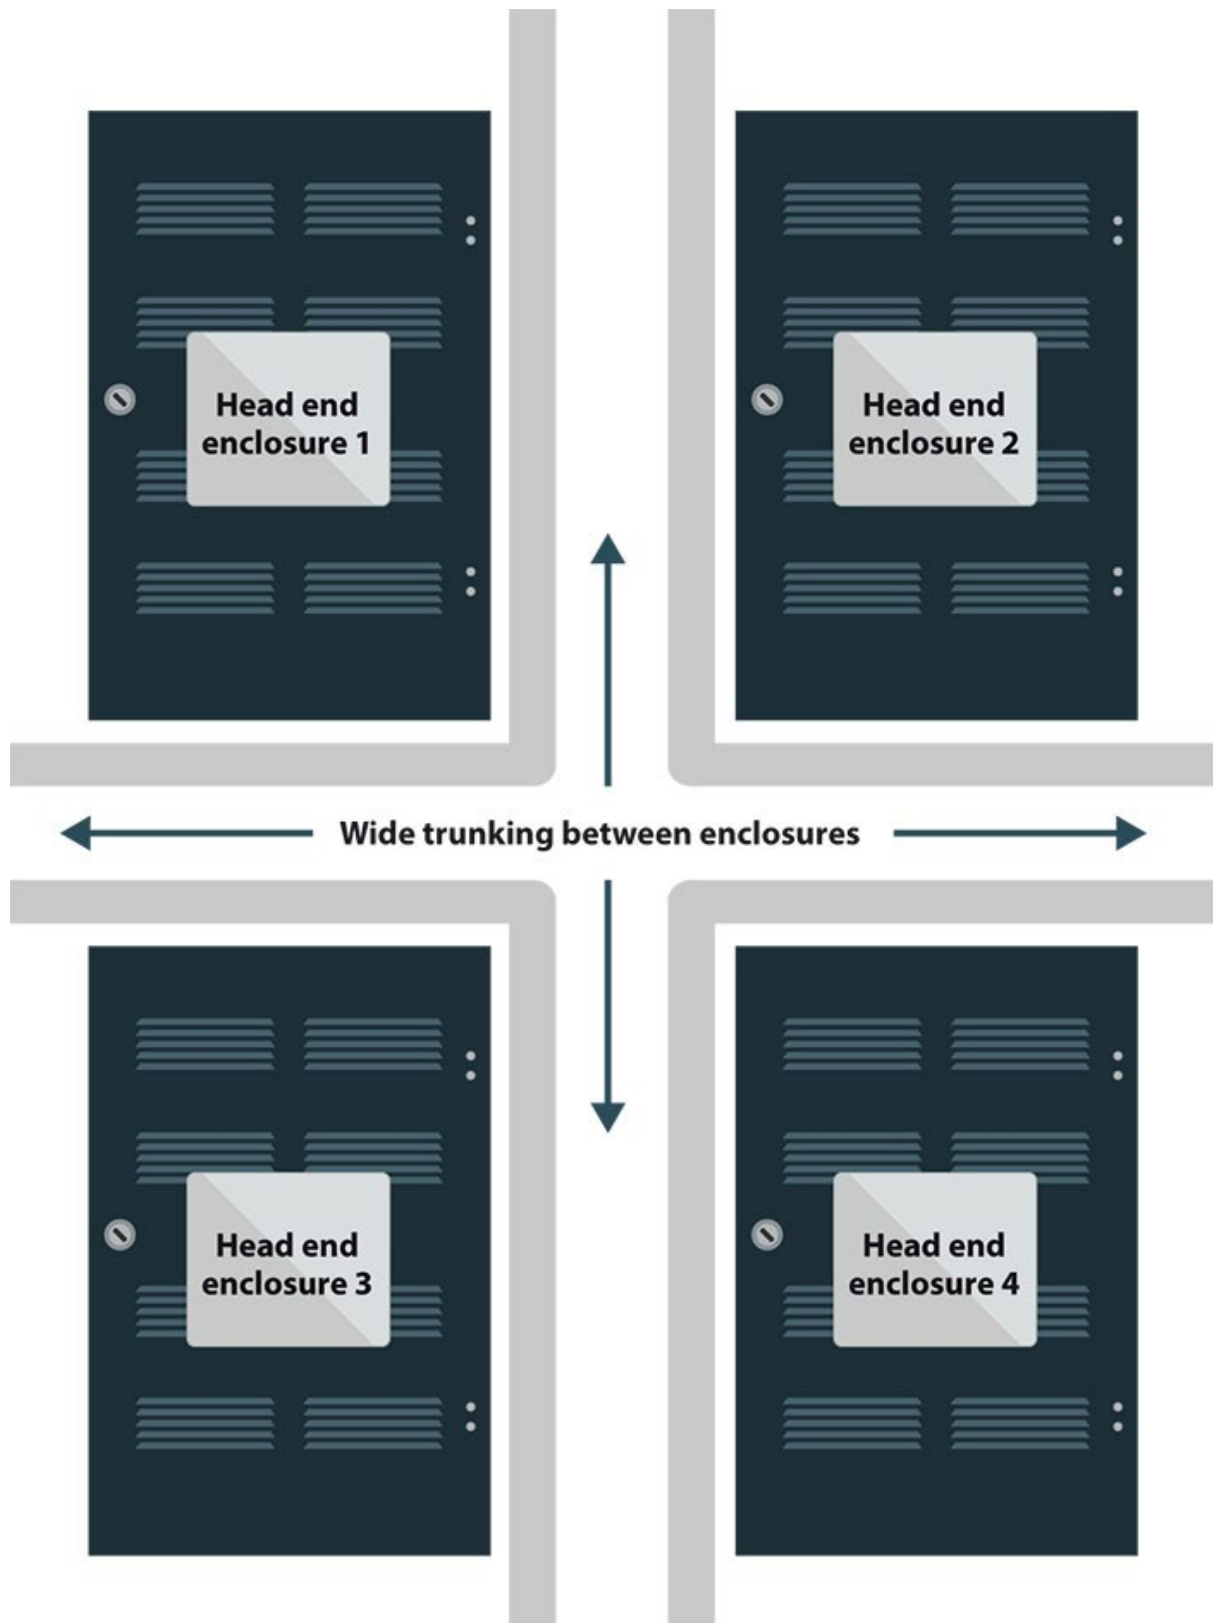 Head end
enclosure 1
Head end
enclosure 2
Wide trunking between enclosures
Head end
enclosure 3
Head end
enclosure 4